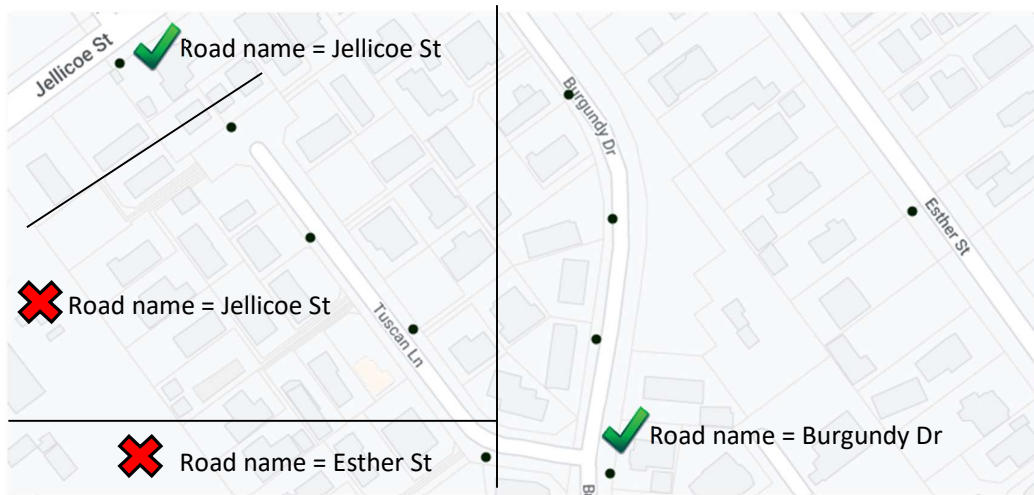 Jellicoe St
Road name = Jellicoe St
Burgundy Dr
Esther St
Road name = Jellicoe St
Tuscan Ln
Road name = Burgundy Dr
Road name = Esther St